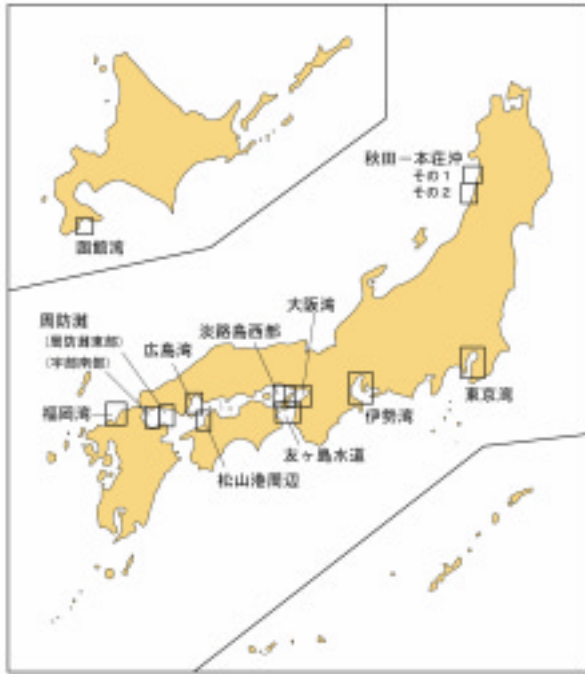 秋田－本荘沖
その１
その２
函館湾
大阪湾
周防灘
淡路島西部
(周防灘東部)
広島湾
(宇部南部)
東京湾
福岡湾
伊勢湾
友ヶ島水道
松山港周辺